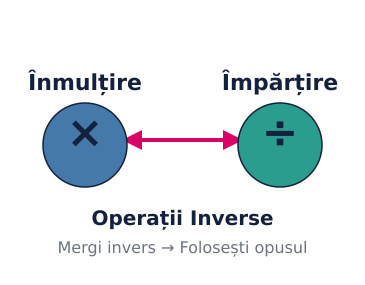 Înmulțire Împărțire
× ÷
Operații Inverse
Mergi invers → Folosești opusul